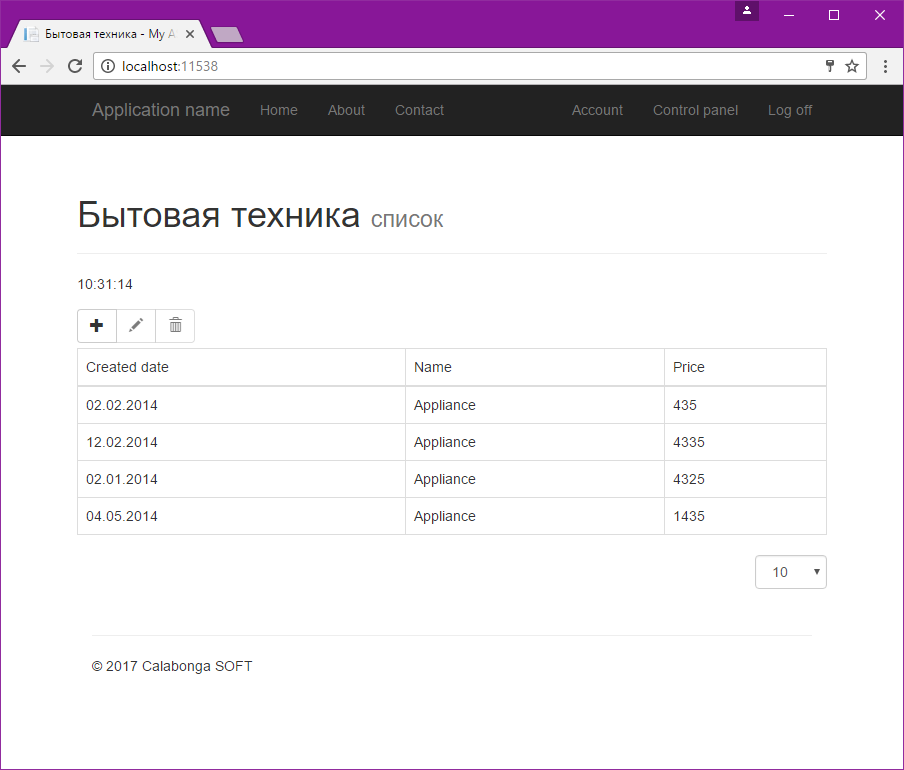 Бытовая техника - My A
localhost:11538
Application name Home About Contact Account Control panel Log off
Бытовая техника список
10:31:14
Created date Name Price
02.02.2014 Appliance 435
12.02.2014 Appliance 4335
02.01.2014 Appliance 4325
04.05.2014 Appliance 1435
10
© 2017 Calabonga SOFT